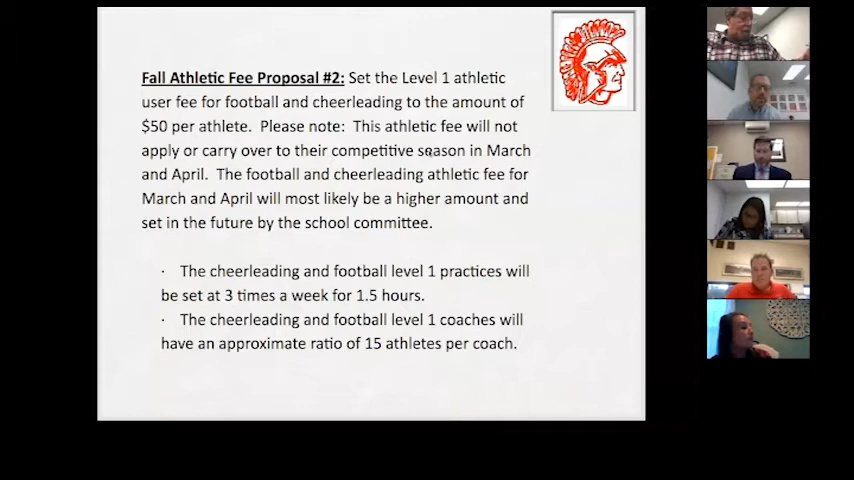 Fall Athletic Fee Proposal #2: Set the Level 1 athletic
user fee for football and cheerleading to the amount of
$50 per athlete. Please note: This athletic fee will not
apply or carry over to their competitive season in March
and April. The football and cheerleading athletic fee for
March and April will most likely be a higher amount and
set in the future by the school committee.
· The cheerleading and football level 1 practices will
be set at 3 times a week for 1.5 hours.
· The cheerleading and football level 1 coaches will
have an approximate ratio of 15 athletes per coach.